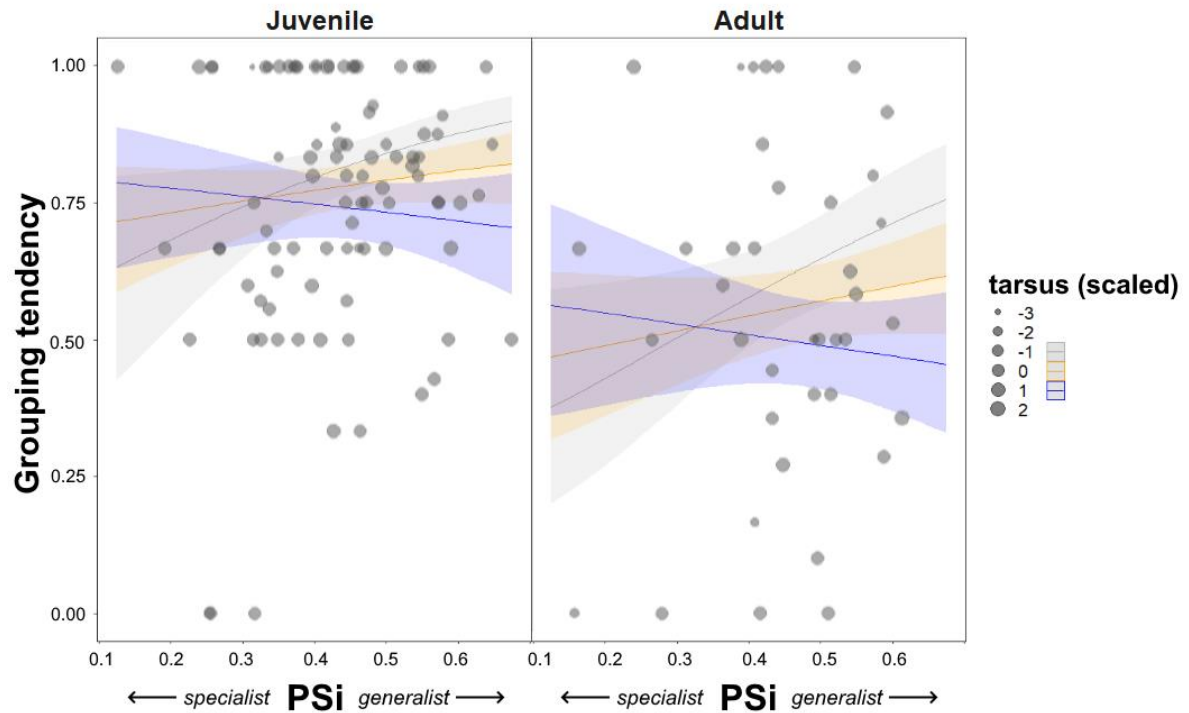 Juvenile Adult
Grouping tendency
1.00
0.75
0.50
0.25
0.00
0.1 0.2 0.3 0.4 0.5 0.6 0.1 0.2 0.3 0.4 0.5 0.6
← specialist PSi generalist → ← specialist PSi generalist →
tarsus (scaled)
-3
-2
-1
0
1
2